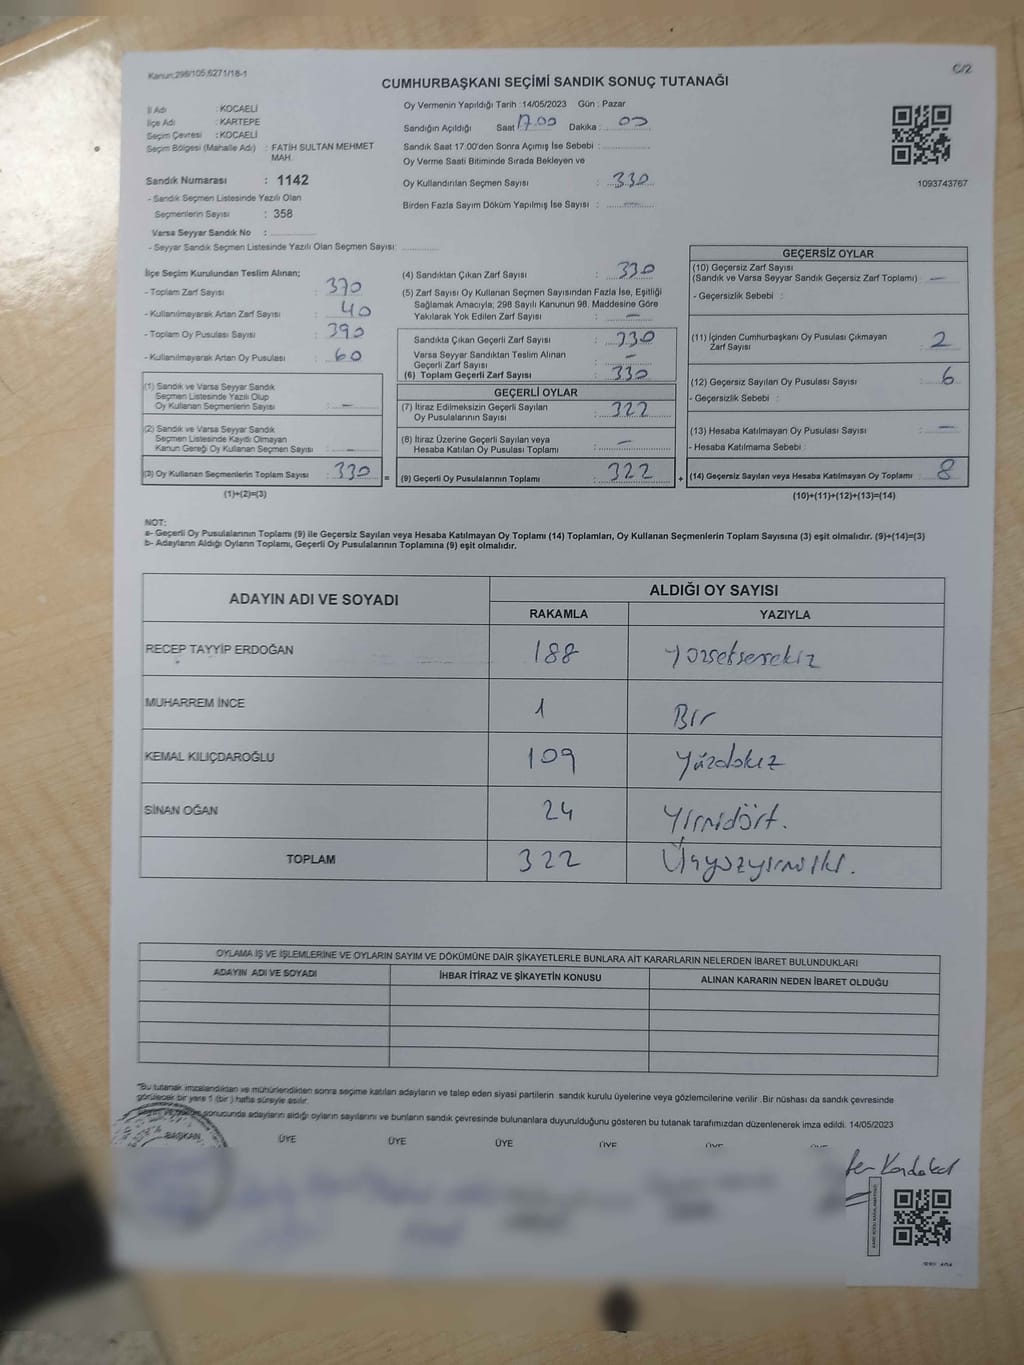 Kanun;298/105,6271/18-1
C/2
CUMHURBAŞKANI SEÇİMİ SANDIK SONUÇ TUTANAĞI
İl Adı : KOCAELİ
İlçe Adı : KARTEPE
Seçim Çevresi : KOCAELİ
Seçim Bölgesi (Mahalle Adı) : FATİH SULTAN MEHMET
MAH.
Sandık Numarası : 1142
- Sandık Seçmen Listesinde Yazılı Olan
Seçmenlerin Sayısı : 358
Varsa Seyyar Sandık No :
- Seyyar Sandık Seçmen Listesinde Yazılı Olan Seçmen Sayısı:
Oy Vermenin Yapıldığı Tarih :14/05/2023 Gün : Pazar
Sandığın Açıldığı Saat 17.00 Dakika : 00
Sandık Saat 17.00'den Sonra Açımış İse Sebebi :
Oy Verme Saati Bitiminde Sırada Bekleyen ve
Oy Kullandırılan Seçmen Sayısı : 330
Birden Fazla Sayım Döküm Yapılmış İse Sayısı : —
1093743767
İlçe Seçim Kurulundan Teslim Alınan;
- Toplam Zarf Sayısı : 370
- Kullanılmayarak Artan Zarf Sayısı : 40
- Toplam Oy Pusulası Sayısı : 390
- Kullanılmayarak Artan Oy Pusulası : 60
(1) Sandık ve Varsa Seyyar Sandık
Seçmen Listesinde Yazılı Olup
Oy Kullanan Seçmenlerin Sayısı : —
(2) Sandık ve Varsa Seyyar Sandık
Seçmen Listesinde Kayıtlı Olmayan
Kanun Gereği Oy Kullanan Seçmen Sayısı : —
(3) Oy Kullanan Seçmenlerin Toplam Sayısı : 330
(1)+(2)=(3)
(4) Sandıktan Çıkan Zarf Sayısı : 330
(5) Zarf Sayısı Oy Kullanan Seçmen Sayısından Fazla İse, Eşitliği
Sağlamak Amacıyla; 298 Sayılı Kanunun 98. Maddesine Göre
Yakılarak Yok Edilen Zarf Sayısı : —
Sandıkta Çıkan Geçerli Zarf Sayısı : 330
Varsa Seyyar Sandıktan Teslim Alınan
Geçerli Zarf Sayısı : —
(6) Toplam Geçerli Zarf Sayısı : 330
GEÇERLİ OYLAR
(7) İtiraz Edilmeksizin Geçerli Sayılan
Oy Pusulalarının Sayısı : 322
(8) İtiraz Üzerine Geçerli Sayılan veya
Hesaba Katılan Oy Pusulası Toplamı : —
= (9) Geçerli Oy Pusulalarının Toplamı : 322
GEÇERSİZ OYLAR
(10) Geçersiz Zarf Sayısı
(Sandık ve Varsa Seyyar Sandık Geçersiz Zarf Toplamı) : —
- Geçersizlik Sebebi :
(11) İçinden Cumhurbaşkanı Oy Pusulası Çıkmayan
Zarf Sayısı : 2
(12) Geçersiz Sayılan Oy Pusulası Sayısı : 6
- Geçersizlik Sebebi :
(13) Hesaba Katılmayan Oy Pusulası Sayısı : —
- Hesaba Katılmama Sebebi :
+ (14) Geçersiz Sayılan veya Hesaba Katılmayan Oy Toplamı : 8
(10)+(11)+(12)+(13)=(14)
NOT:
a- Geçerli Oy Pusulalarının Toplamı (9) ile Geçersiz Sayılan veya Hesaba Katılmayan Oy Toplamı (14) Toplamları, Oy Kullanan Seçmenlerin Toplam Sayısına (3) eşit olmalıdır. (9)+(14)=(3)
b- Adayların Aldığı Oyların Toplamı, Geçerli Oy Pusulalarının Toplamına (9) eşit olmalıdır.
ADAYIN ADI VE SOYADI
ALDIĞI OY SAYISI
RAKAMLA YAZIYLA
RECEP TAYYİP ERDOĞAN 188 Yüzseksensekiz
MUHARREM İNCE 1 Bir
KEMAL KILIÇDAROĞLU 109 Yüzdokuz
SİNAN OĞAN 24 Yirmidört.
TOPLAM 322 Üçyüzyirmiiki.
OYLAMA İŞ VE İŞLEMLERİNE VE OYLARIN SAYIM VE DÖKÜMÜNE DAİR ŞİKAYETLERLE BUNLARA AİT KARARLARIN NELERDEN İBARET BULUNDUKLARI
ADAYIN ADI VE SOYADI İHBAR İTİRAZ VE ŞİKAYETİN KONUSU ALINAN KARARIN NEDEN İBARET OLDUĞU
*Bu tutanak imzalandıktan ve mühürlendikten sonra seçime katılan adayların ve talep eden siyasi partilerin sandık kurulu üyelerine veya gözlemcilerine verilir .Bir nüshası da sandık çevresinde
görülecek bir yere 1 (bir ) hafta süreyle asılır.
sonucunda adayların aldığı oyların sayılarını ve bunların sandık çevresinde bulunanlara duyurulduğunu gösteren bu tutanak tarafımızdan düzenlenerek imza edildi. 14/05/2023
BAŞKAN ÜYE ÜYE ÜYE ÜYE ÜYE